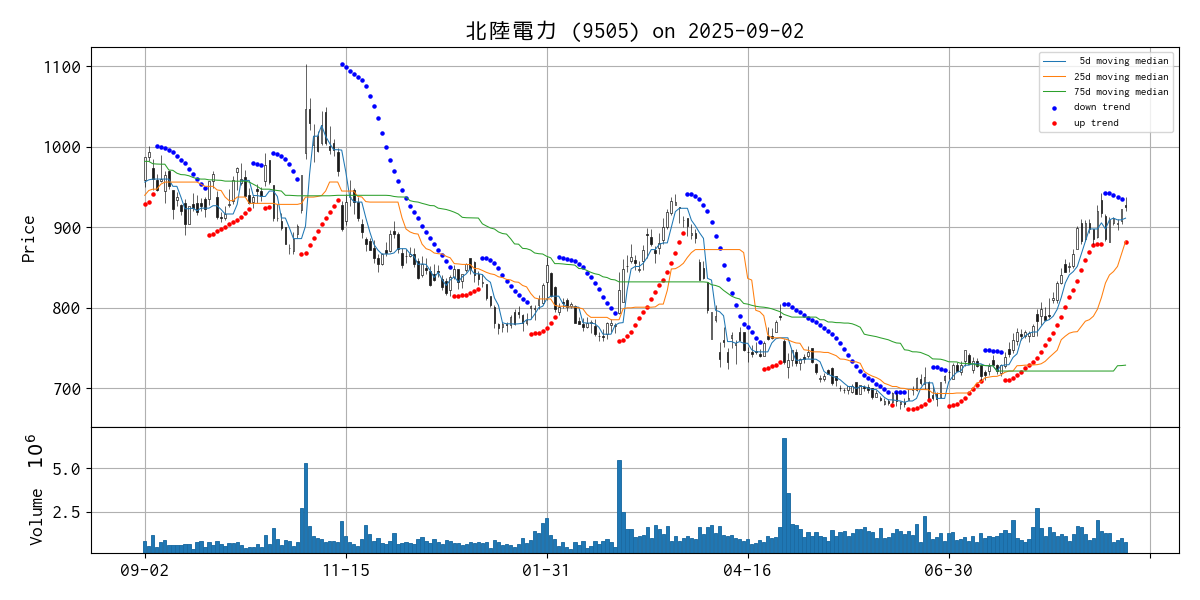 北陸電力 (9505) on 2025-09-02
Price
1100
1000
900
800
700
5d moving median
25d moving median
75d moving median
down trend
up trend
Volume 10^6
5.0
2.5
09-02 11-15 01-31 04-16 06-30